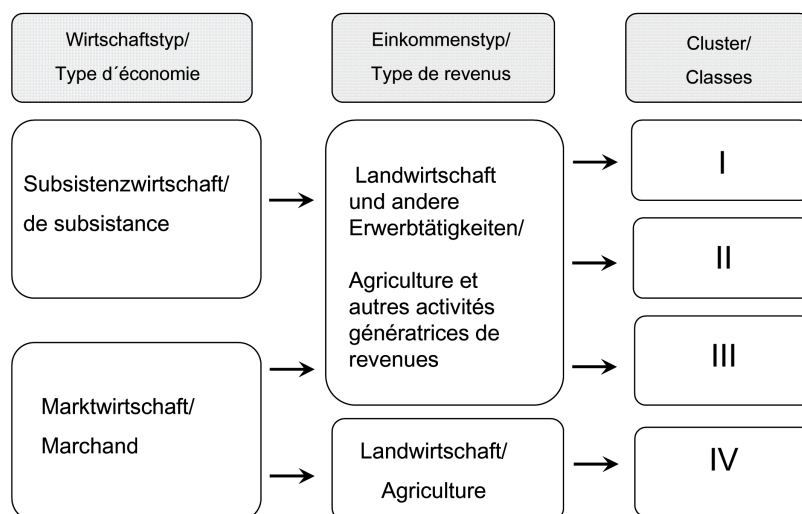 Wirtschaftstyp/
Type d´économie
Einkommenstyp/
Type de revenus
Cluster/
Classes
Subsistenzwirtschaft/
de subsistance
Landwirtschaft
und andere
Erwerbtätigkeiten/
Agriculture et
autres activités
génératrices de
revenues
I
II
III
Marktwirtschaft/
Marchand
Landwirtschaft/
Agriculture
IV